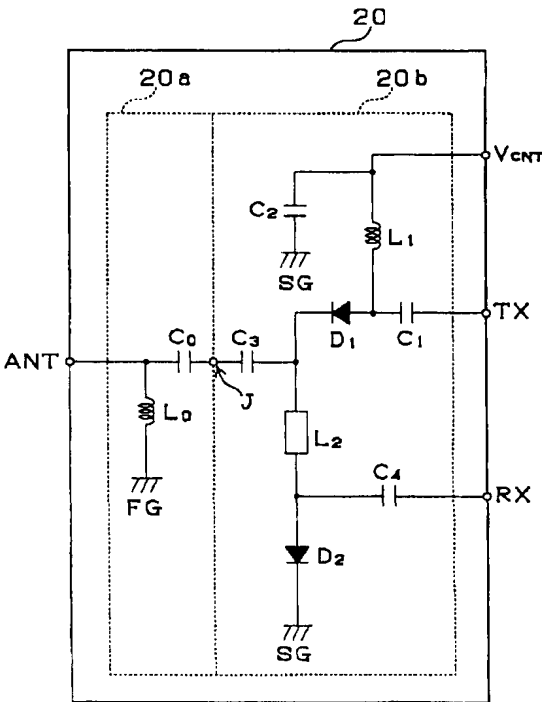 20
20a
20b
VCNT
C2
L1
SG
TX
D1
C1
C0
C3
ANT
J
L0
L2
C4
FG
RX
D2
SG